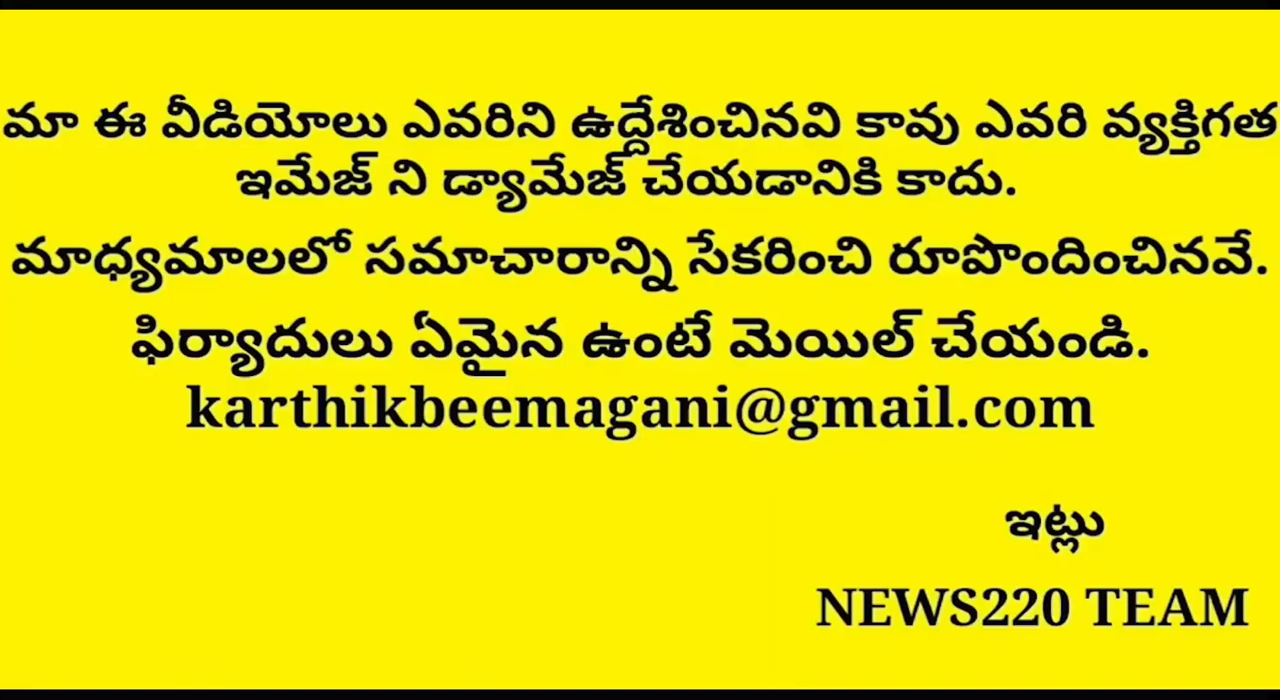 మా ఈ వీడియోలు ఎవరిని ఉద్దేశించినవి కావు ఎవరి వ్యక్తిగత
ఇమేజ్ ని డ్యామేజ్ చేయడానికి కాదు.
మాధ్యమాలలో సమాచారాన్ని సేకరించి రూపొందించినవే.
ఫిర్యాదులు ఏమైన ఉంటే మెయిల్ చేయండి.
karthikbeemagani@gmail.com
ఇట్లు
NEWS220 TEAM